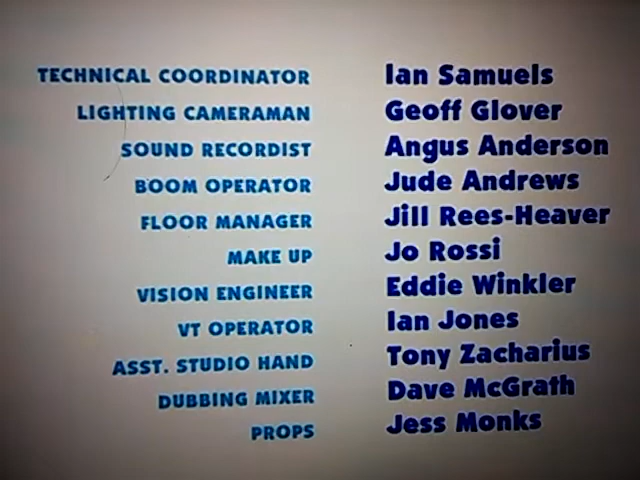 TECHNICAL COORDINATOR Ian Samuels
LIGHTING CAMERAMAN Geoff Glover
SOUND RECORDIST Angus Anderson
BOOM OPERATOR Jude Andrews
FLOOR MANAGER Jill Rees-Heaver
MAKE UP Jo Rossi
VISION ENGINEER Eddie Winkler
VT OPERATOR Ian Jones
ASST. STUDIO HAND Tony Zacharius
DUBBING MIXER Dave McGrath
PROPS Jess Monks